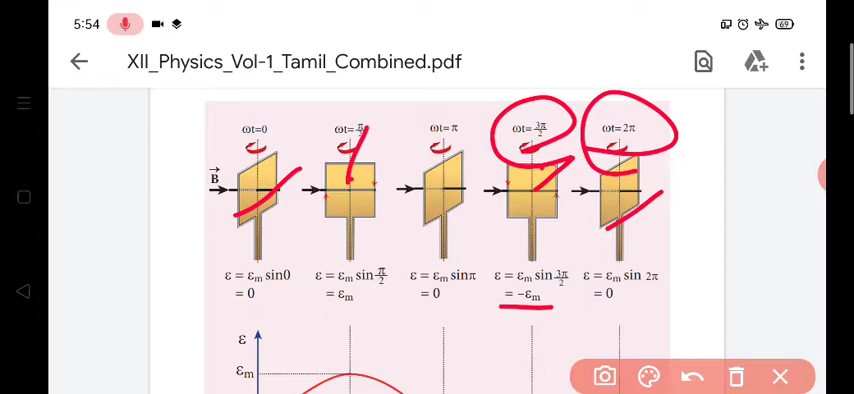 5:54
69
XII_Physics_Vol-1_Tamil_Combined.pdf
ωt=0 ωt=π/2 ωt=π ωt=3π/2 ωt=2π
B
ε = εm sin0 ε = εm sin π/2 ε = εm sinπ ε = εm sin 3π/2 ε = εm sin 2π
= 0 = εm = 0 = −εm = 0
ε
εm